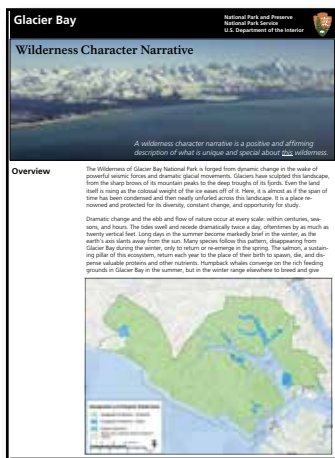 Glacier Bay
National Park and Preserve
National Park Service
U.S. Department of the Interior
Wilderness Character Narrative
A wilderness character narrative is a positive and affirming
description of what is unique and special about this wilderness.
Overview
The Wilderness of Glacier Bay National Park is forged from dynamic change in the wake of
powerful seismic forces and dramatic glacial movements. Glaciers have sculpted this landscape,
from the sharp brows of its mountain peaks to the deep troughs of its fjords. Even the land
itself is rising as the colossal weight of the ice eases off of it. Here, it is almost as if the span of
time has been condensed and then neatly unfurled across this landscape. It is a place re-
nowned and protected for its diversity, constant change, and opportunity for study.
Dramatic change and the ebb and flow of nature occur at every scale: within centuries, sea-
sons, and hours. The tides swell and recede dramatically twice a day, oftentimes by as much as
twenty vertical feet. Long days in the summer become markedly brief in the winter, as the
earth's axis slants away from the sun. Many species follow this pattern, disappearing from
Glacier Bay during the winter, only to return or re-emerge in the spring. The salmon, a sustain-
ing pillar of this ecosystem, return each year to the place of their birth to spawn, die, and dis-
pense valuable proteins and other nutrients. Humpback whales converge on the rich feeding
grounds in Glacier Bay in the summer, but in the winter range elsewhere to breed and give